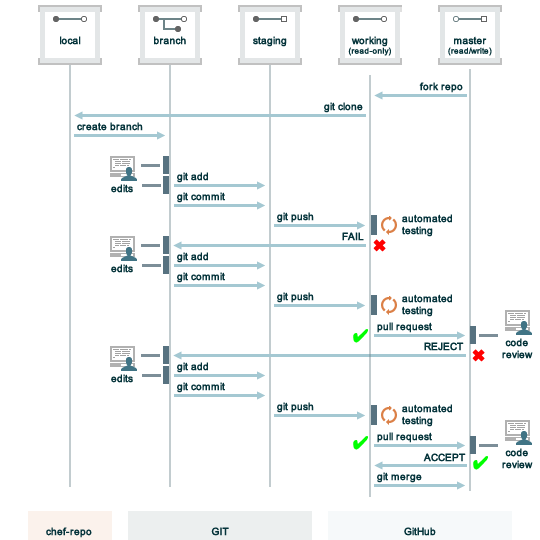 local
branch
staging
working
(read-only)
master
(read/write)
fork repo
git clone
create branch
edits
git add
git commit
git push
automated
testing
FAIL
edits
git add
git commit
git push
automated
testing
pull request
code
review
REJECT
edits
git add
git commit
git push
automated
testing
pull request
code
review
ACCEPT
git merge
chef-repo
GIT
GitHub